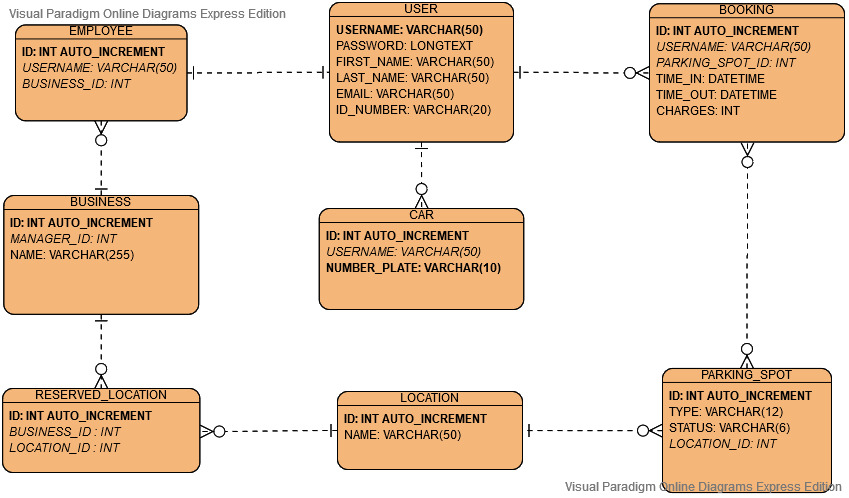 Visual Paradigm Online Diagrams Express Edition
EMPLOYEE
ID: INT AUTO_INCREMENT
USERNAME: VARCHAR(50)
BUSINESS_ID: INT
USER
USERNAME: VARCHAR(50)
PASSWORD: LONGTEXT
FIRST_NAME: VARCHAR(50)
LAST_NAME: VARCHAR(50)
EMAIL: VARCHAR(50)
ID_NUMBER: VARCHAR(20)
BOOKING
ID: INT AUTO_INCREMENT
USERNAME: VARCHAR(50)
PARKING_SPOT_ID: INT
TIME_IN: DATETIME
TIME_OUT: DATETIME
CHARGES: INT
BUSINESS
ID: INT AUTO_INCREMENT
MANAGER_ID: INT
NAME: VARCHAR(255)
CAR
ID: INT AUTO_INCREMENT
USERNAME: VARCHAR(50)
NUMBER_PLATE: VARCHAR(10)
RESERVED_LOCATION
ID: INT AUTO_INCREMENT
BUSINESS_ID : INT
LOCATION_ID: INT
LOCATION
ID: INT AUTO_INCREMENT
NAME: VARCHAR(50)
PARKING_SPOT
ID: INT AUTO_INCREMENT
TYPE: VARCHAR(12)
STATUS: VARCHAR(6)
LOCATION_ID: INT
Visual Paradigm Online Diagrams Express Edition